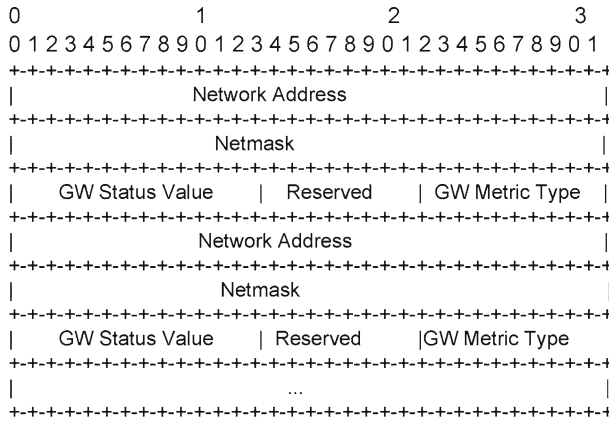 0 1 2 3
0 1 2 3 4 5 6 7 8 9 0 1 2 3 4 5 6 7 8 9 0 1 2 3 4 5 6 7 8 9 0 1
+-+-+-+-+-+-+-+-+-+-+-+-+-+-+-+-+-+-+-+-+-+-+-+-+-+-+-+-+-+-+-+-+
| Network Address |
+-+-+-+-+-+-+-+-+-+-+-+-+-+-+-+-+-+-+-+-+-+-+-+-+-+-+-+-+-+-+-+-+
| Netmask |
+-+-+-+-+-+-+-+-+-+-+-+-+-+-+-+-+-+-+-+-+-+-+-+-+-+-+-+-+-+-+-+-+
| GW Status Value | Reserved | GW Metric Type |
+-+-+-+-+-+-+-+-+-+-+-+-+-+-+-+-+-+-+-+-+-+-+-+-+-+-+-+-+-+-+-+-+
| Network Address |
+-+-+-+-+-+-+-+-+-+-+-+-+-+-+-+-+-+-+-+-+-+-+-+-+-+-+-+-+-+-+-+-+
| Netmask |
+-+-+-+-+-+-+-+-+-+-+-+-+-+-+-+-+-+-+-+-+-+-+-+-+-+-+-+-+-+-+-+-+
| GW Status Value | Reserved |GW Metric Type |
+-+-+-+-+-+-+-+-+-+-+-+-+-+-+-+-+-+-+-+-+-+-+-+-+-+-+-+-+-+-+-+-+
| ... |
+-+-+-+-+-+-+-+-+-+-+-+-+-+-+-+-+-+-+-+-+-+-+-+-+-+-+-+-+-+-+-+-+